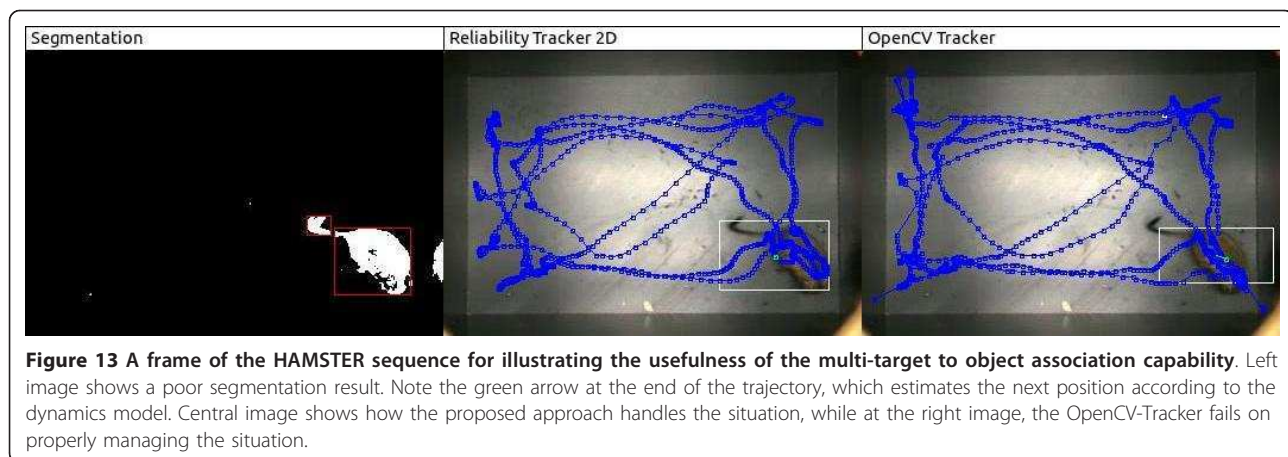 Segmentation
Reliability Tracker 2D
OpenCV Tracker
Figure 13 A frame of the HAMSTER sequence for illustrating the usefulness of the multi-target to object association capability. Left
image shows a poor segmentation result. Note the green arrow at the end of the trajectory, which estimates the next position according to the
dynamics model. Central image shows how the proposed approach handles the situation, while at the right image, the OpenCV-Tracker fails on
properly managing the situation.